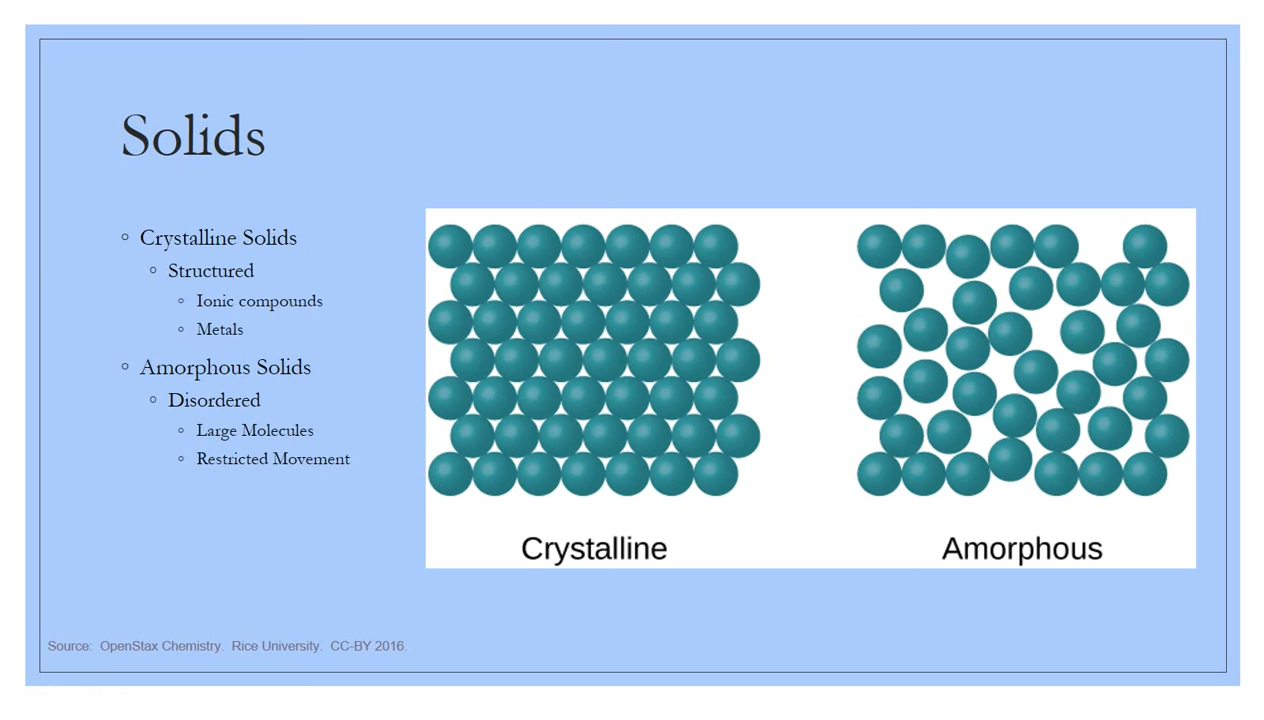 Solids
◦ Crystalline Solids
◦ Structured
◦ Ionic compounds
◦ Metals
◦ Amorphous Solids
◦ Disordered
◦ Large Molecules
◦ Restricted Movement
Crystalline
Amorphous
Source: OpenStax Chemistry. Rice University. CC-BY 2016.